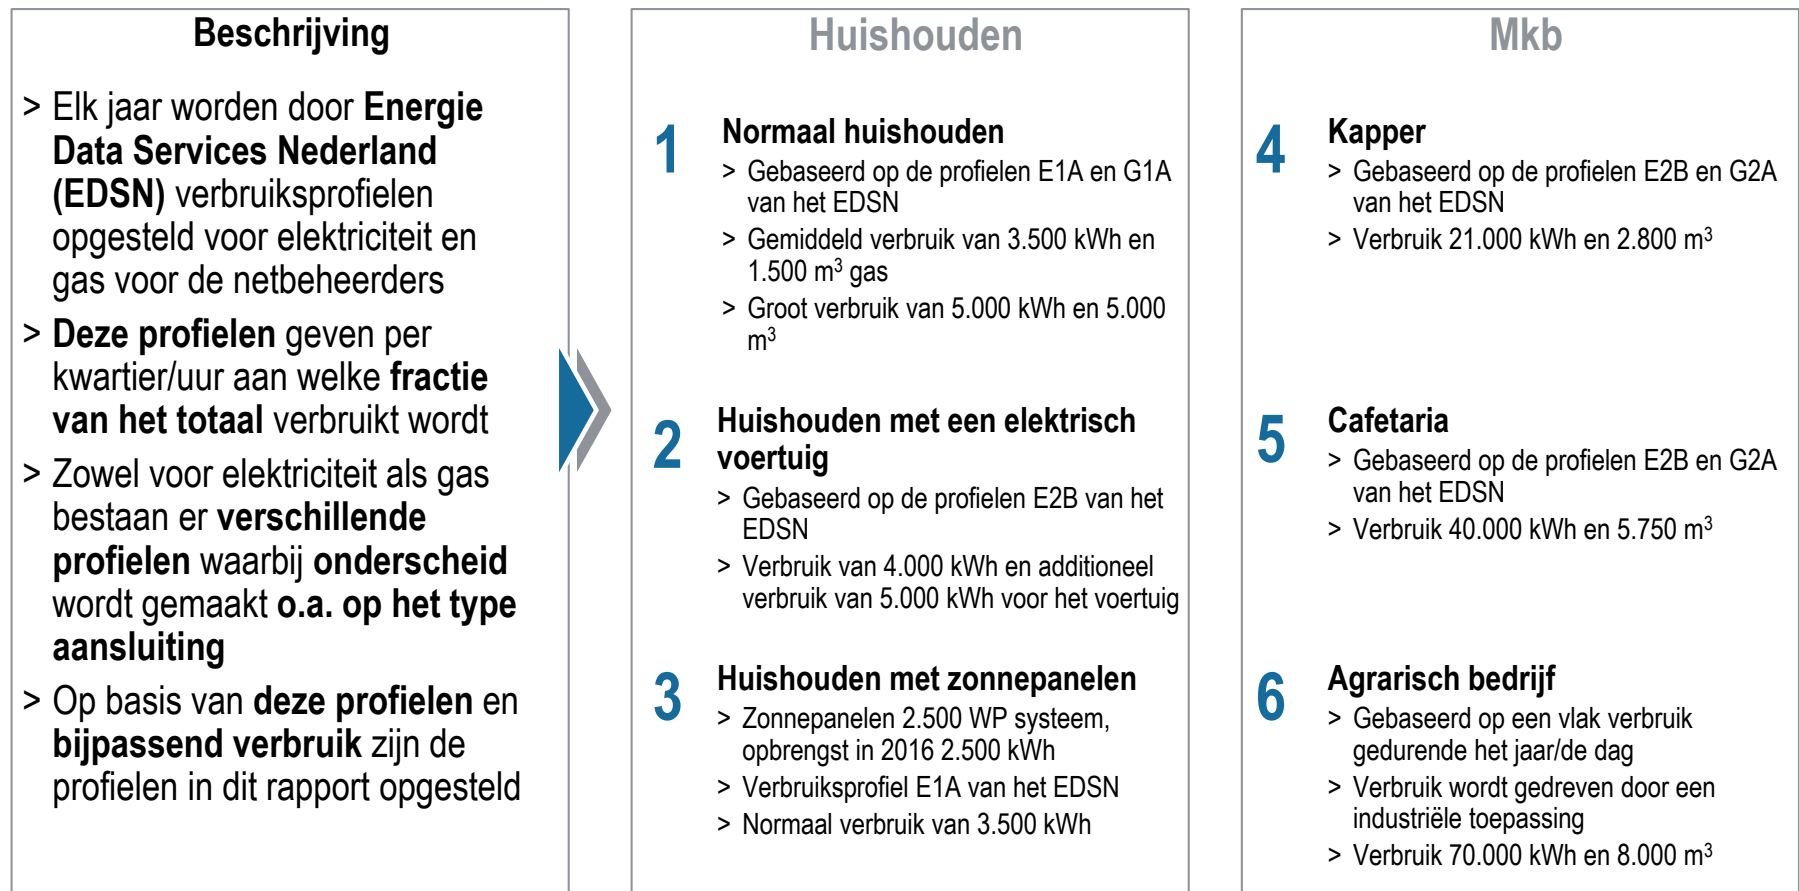 Beschrijving
> Elk jaar worden door Energie
Data Services Nederland
(EDSN) verbruiksprofielen
opgesteld voor elektriciteit en
gas voor de netbeheerders
> Deze profielen geven per
kwartier/uur aan welke fractie
van het totaal verbruikt wordt
> Zowel voor elektriciteit als gas
bestaan er verschillende
profielen waarbij onderscheid
wordt gemaakt o.a. op het type
aansluiting
> Op basis van deze profielen en
bijpassend verbruik zijn de
profielen in dit rapport opgesteld
Huishouden
1 Normaal huishouden
> Gebaseerd op de profielen E1A en G1A
van het EDSN
> Gemiddeld verbruik van 3.500 kWh en
1.500 m³ gas
> Groot verbruik van 5.000 kWh en 5.000
m³
2 Huishouden met een elektrisch
voertuig
> Gebaseerd op de profielen E2B van het
EDSN
> Verbruik van 4.000 kWh en additioneel
verbruik van 5.000 kWh voor het voertuig
3 Huishouden met zonnepanelen
> Zonnepanelen 2.500 WP systeem,
opbrengst in 2016 2.500 kWh
> Verbruiksprofiel E1A van het EDSN
> Normaal verbruik van 3.500 kWh
Mkb
4 Kapper
> Gebaseerd op de profielen E2B en G2A
van het EDSN
> Verbruik 21.000 kWh en 2.800 m³
5 Cafetaria
> Gebaseerd op de profielen E2B en G2A
van het EDSN
> Verbruik 40.000 kWh en 5.750 m³
6 Agrarisch bedrijf
> Gebaseerd op een vlak verbruik
gedurende het jaar/de dag
> Verbruik wordt gedreven door een
industriële toepassing
> Verbruik 70.000 kWh en 8.000 m³